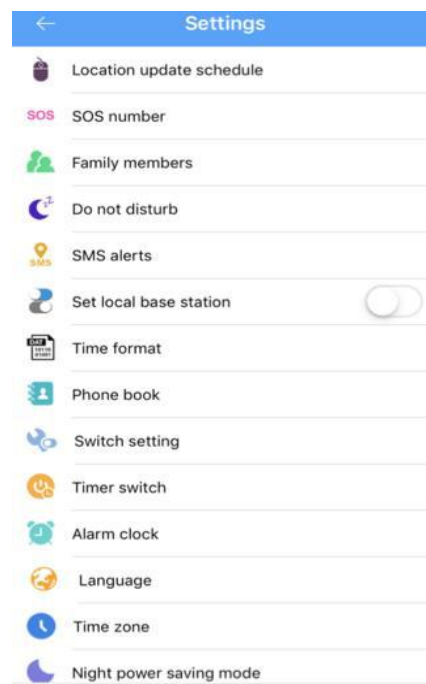 Settings
Location update schedule
SOS SOS number
Family members
Do not disturb
SMS SMS alerts
Set local base station
Time format
Phone book
Switch setting
Timer switch
Alarm clock
Language
Time zone
Night power saving mode